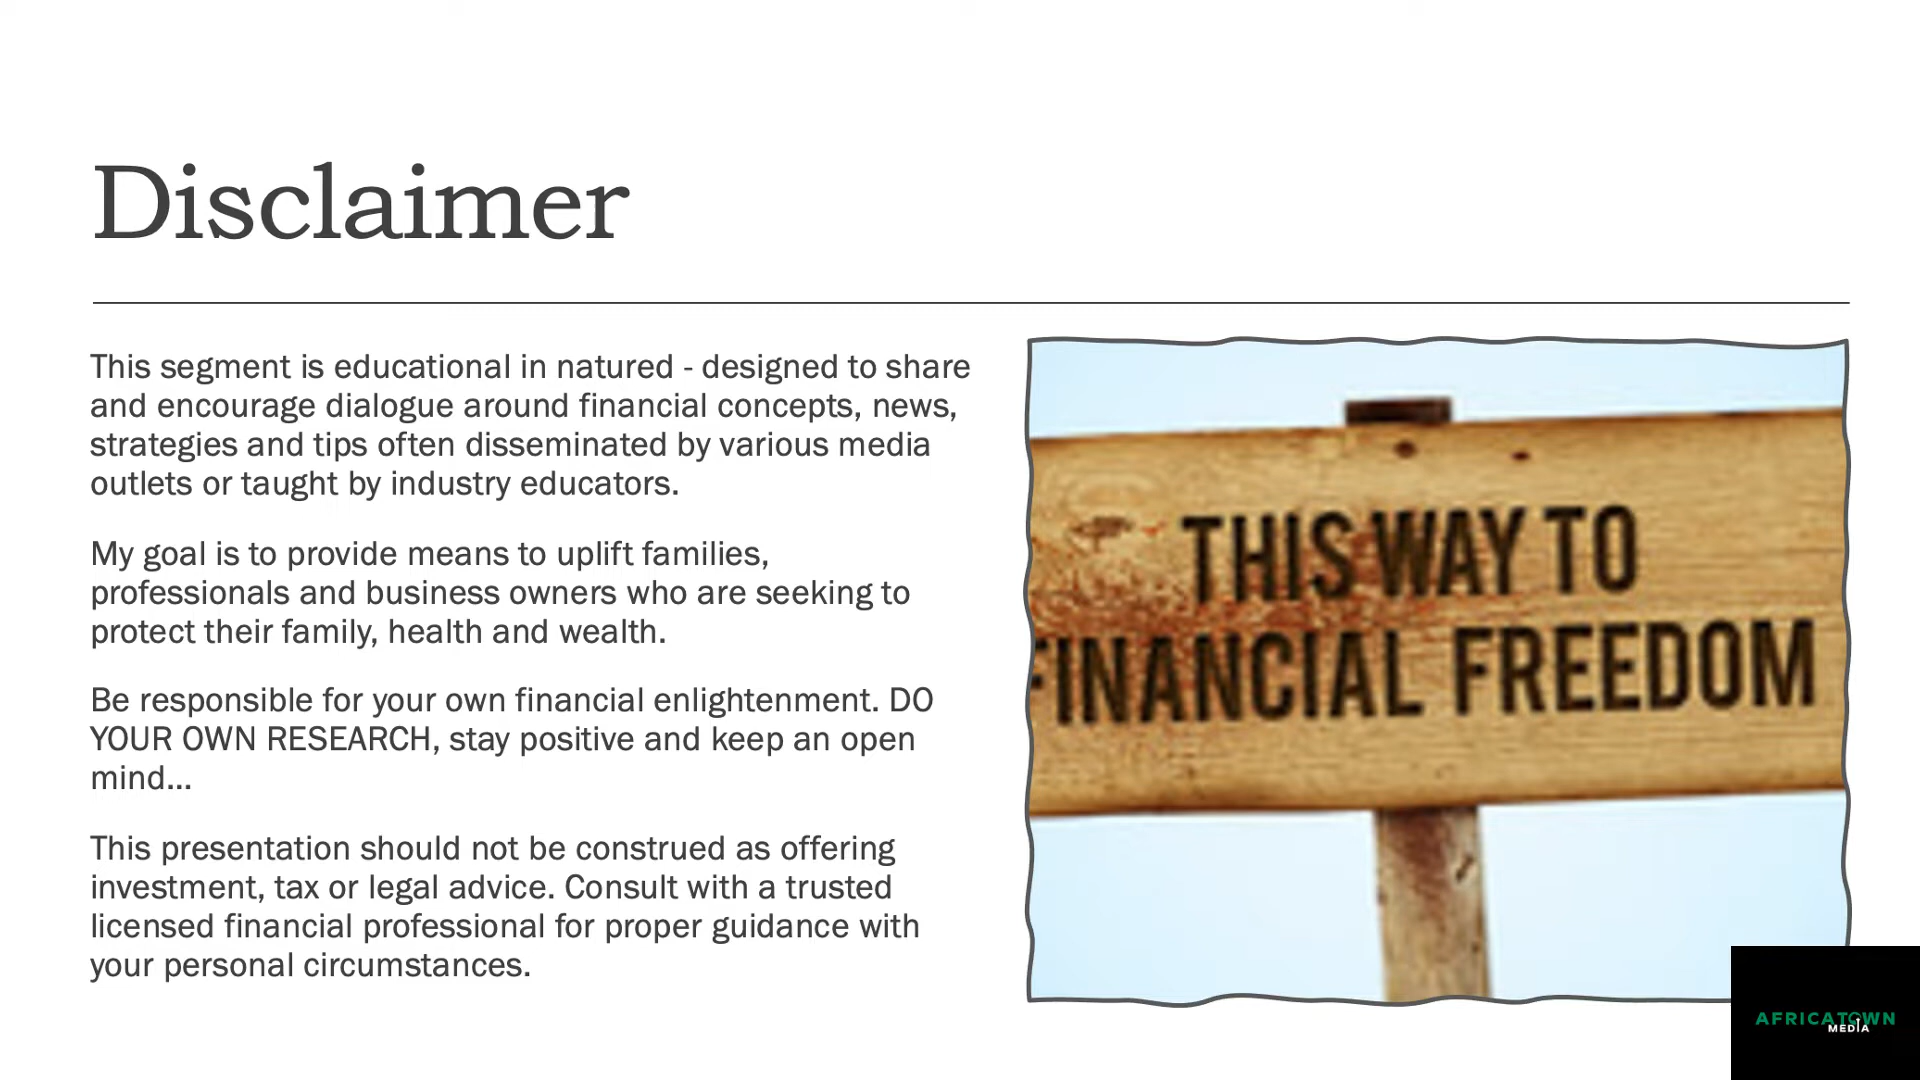 Disclaimer
This segment is educational in natured - designed to share
and encourage dialogue around financial concepts, news,
strategies and tips often disseminated by various media
outlets or taught by industry educators.
My goal is to provide means to uplift families,
professionals and business owners who are seeking to
protect their family, health and wealth.
Be responsible for your own financial enlightenment. DO
YOUR OWN RESEARCH, stay positive and keep an open
mind...
This presentation should not be construed as offering
investment, tax or legal advice. Consult with a trusted
licensed financial professional for proper guidance with
your personal circumstances.
THIS WAY TO
FINANCIAL FREEDOM
AFRICATOWN
MEDIA